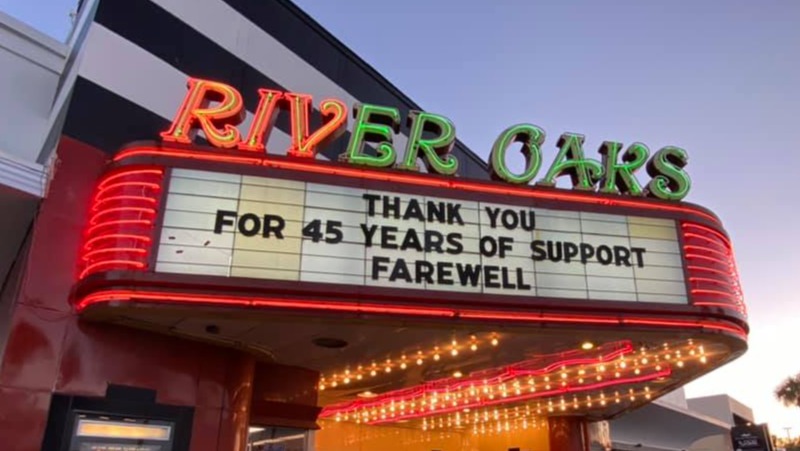 RIVER OAKS
THANK YOU
FOR 45 YEARS OF SUPPORT
FAREWELL